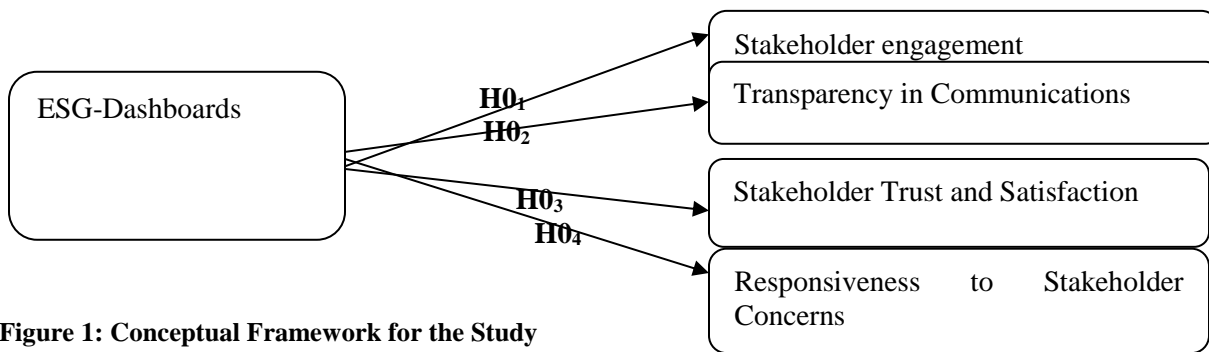 Stakeholder engagement
ESG-Dashboards
H0₁
Transparency in Communications
H0₂
Stakeholder Trust and Satisfaction
H0₃
H0₄
Responsiveness to Stakeholder
Concerns
Figure 1: Conceptual Framework for the Study